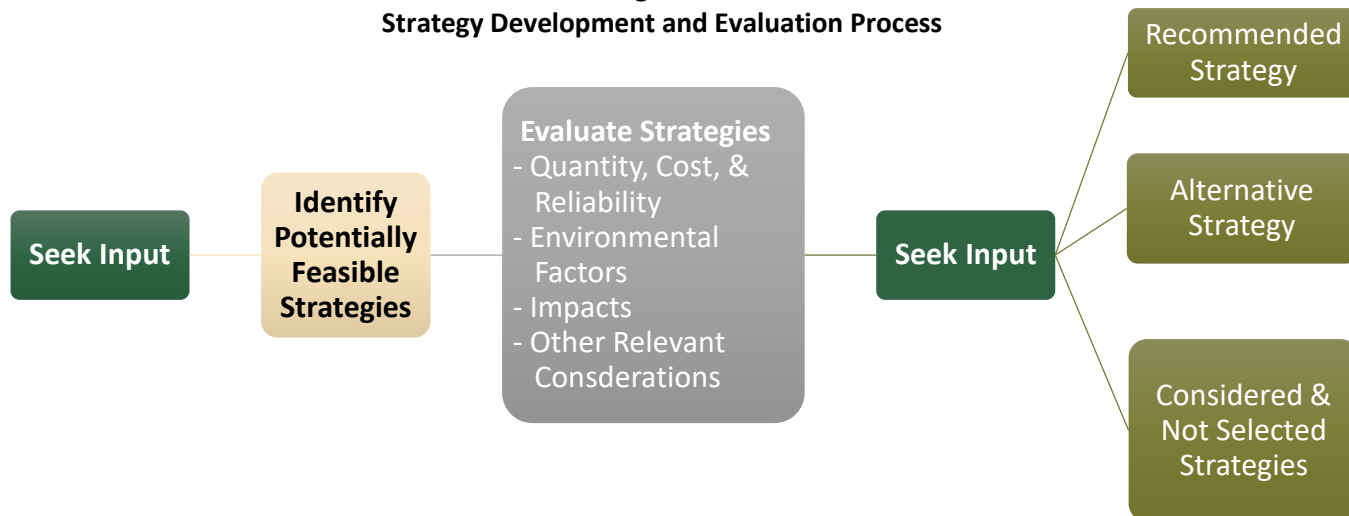 Strategy Development and Evaluation Process
Seek Input
Identify
Potentially
Feasible
Strategies
Evaluate Strategies
- Quantity, Cost, &
Reliability
- Environmental
Factors
- Impacts
- Other Relevant
Consderations
Seek Input
Recommended
Strategy
Alternative
Strategy
Considered &
Not Selected
Strategies